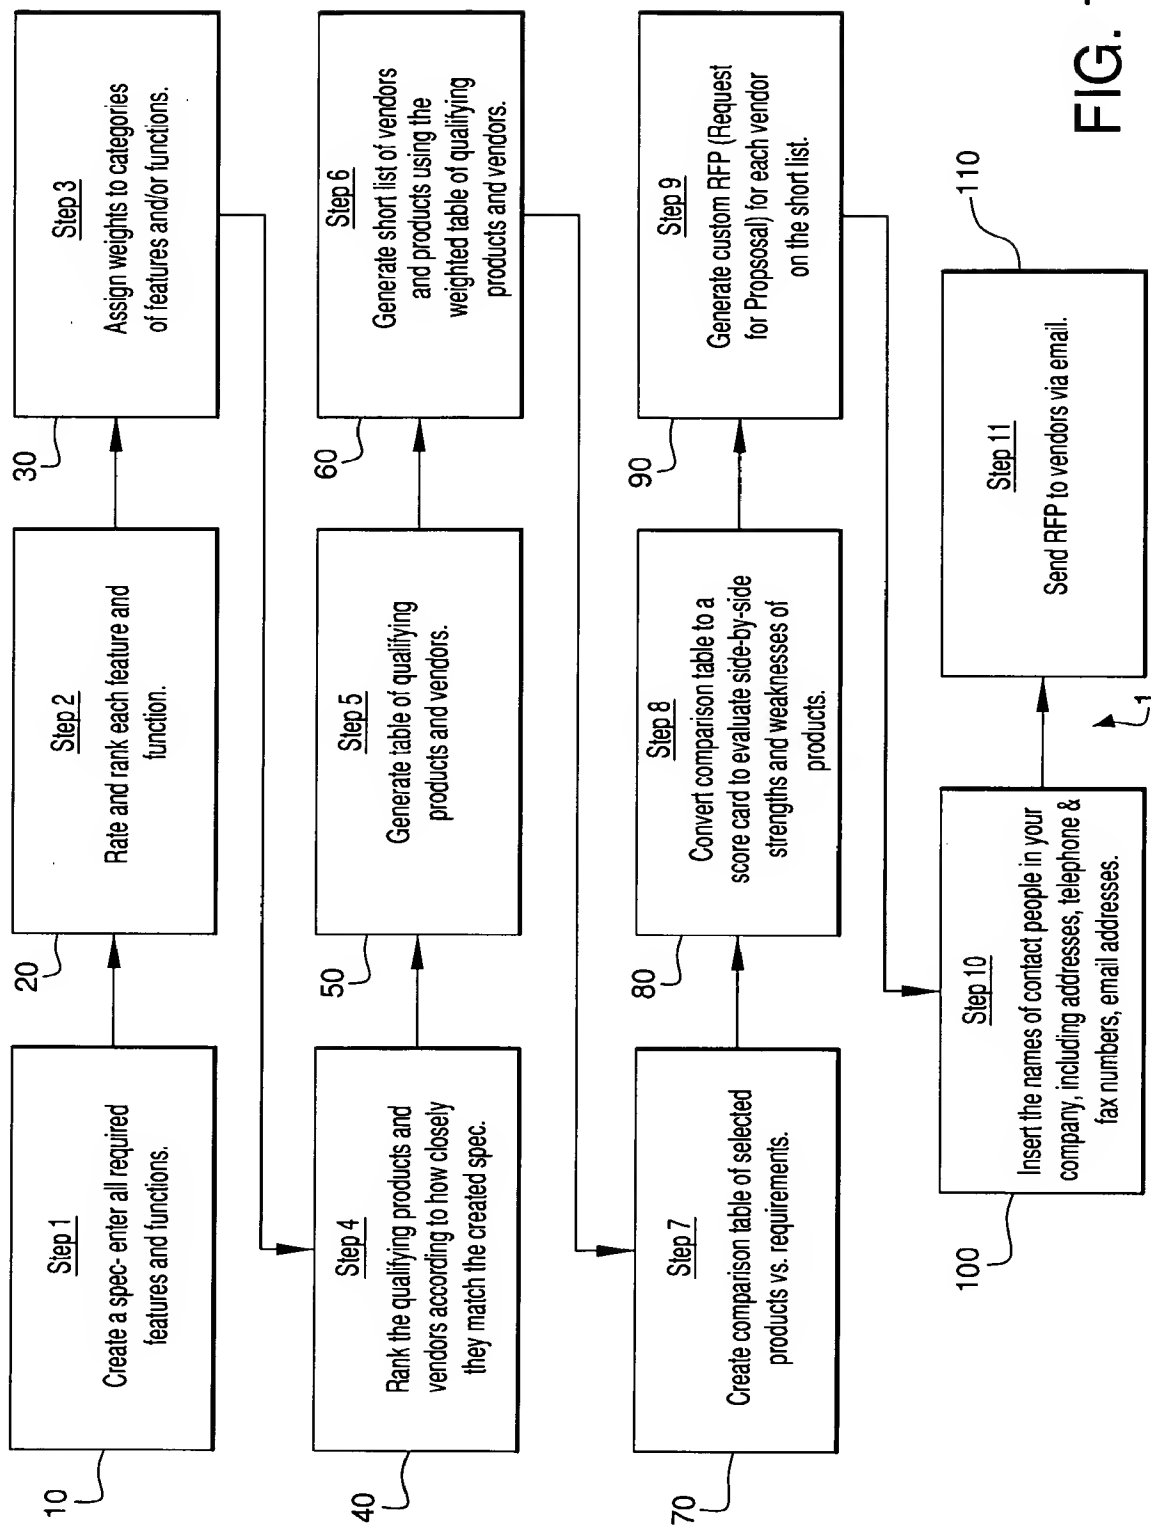 10
Step 1
Create a spec- enter all required
features and functions.
20
Step 2
Rate and rank each feature and
function.
30
Step 3
Assign weights to categories
of features and/or functions.
40
Step 4
Rank the qualifying products and
vendors according to how closely
they match the created spec.
50
Step 5
Generate table of qualifying
products and vendors.
60
Step 6
Generate short list of vendors
and products using the
weighted table of qualifying
products and vendors.
70
Step 7
Create comparison table of selected
products vs. requirements.
80
Step 8
Convert comparison table to a
score card to evaluate side-by-side
strengths and weaknesses of
products.
90
Step 9
Generate custom RFP (Request
for Propsosal) for each vendor
on the short list.
100
Step 10
Insert the names of contact people in your
company, including addresses, telephone &
fax numbers, email addresses.
110
Step 11
Send RFP to vendors via email.
1
FIG.